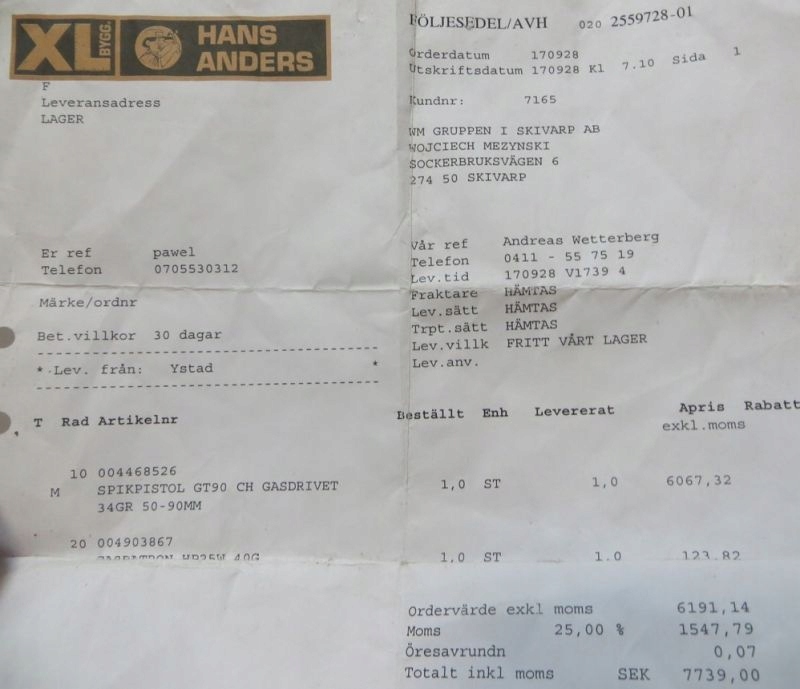 XL BYGG. HANS ANDERS
FÖLJESEDEL/AVH 020 2559728-01
Orderdatum 170928
Utskriftsdatum 170928 Kl 7.10 Sida 1
F
Leveransadress
LAGER
Kundnr: 7165
WM GRUPPEN I SKIVARP AB
WOJCIECH MEZYNSKI
SOCKERBRUKSVÄGEN 6
274 50 SKIVARP
Er ref pawel
Telefon 0705530312
Vår ref Andreas Wetterberg
Telefon 0411 - 55 75 19
Lev.tid 170928 V1739 4
Fraktare HÄMTAS
Lev.sätt HÄMTAS
Trpt.sätt HÄMTAS
Lev.villk FRITT VÅRT LAGER
Lev.anv.
Märke/ordnr
Bet.villkor 30 dagar
* Lev. från: Ystad *
T Rad Artikelnr Beställt Enh Levererat Apris Rabatt
exkl.moms
10 004468526
M SPIKPISTOL GT90 CH GASDRIVET 1,0 ST 1,0 6067,32
34GR 50-90MM
20 004903867
40G 1,0 ST 1.0 123.82
Ordervärde exkl moms 6191,14
Moms 25,00 % 1547,79
Öresavrundn 0,07
Totalt inkl moms SEK 7739,00